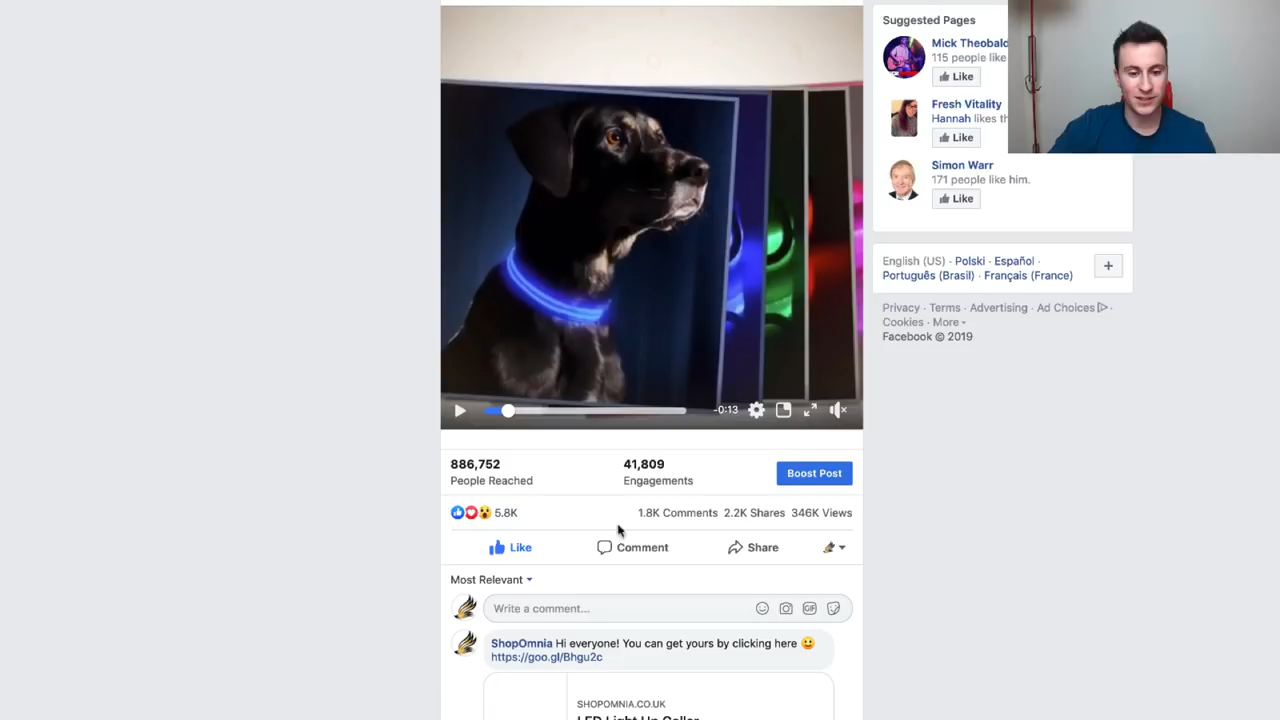 Suggested Pages
Mick Theobald
115 people like
Like
Fresh Vitality
Hannah likes th
Like
Simon Warr
171 people like him.
Like
English (US) · Polski · Español ·
Português (Brasil) · Français (France)
+
Privacy · Terms · Advertising · Ad Choices ·
Cookies · More
Facebook © 2019
-0:13
886,752
People Reached
41,809
Engagements
Boost Post
5.8K
1.8K Comments 2.2K Shares 346K Views
Like
Comment
Share
Most Relevant
Write a comment...
GIF
ShopOmnia Hi everyone! You can get yours by clicking here
https://goo.gl/Bhgu2c
SHOPOMNIA.CO.UK
LED Light Up Collar